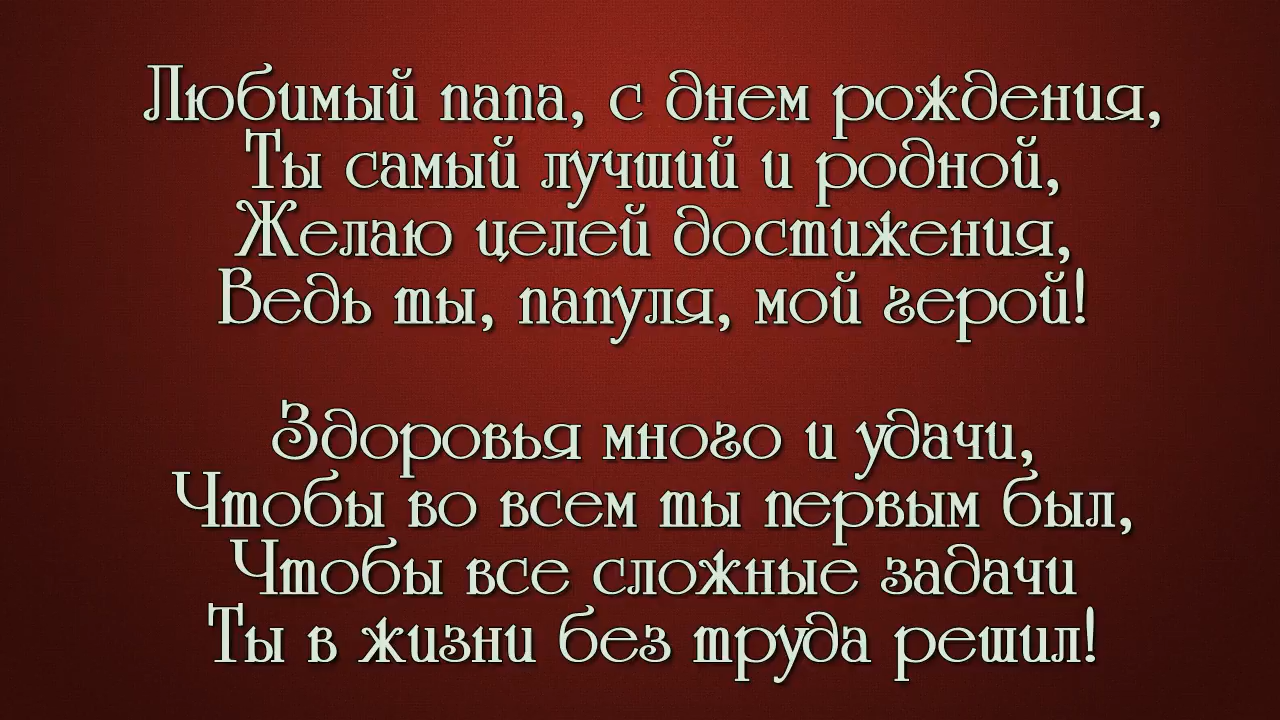 Любимый папа, с днем рождения,
Ты самый лучший и родной,
Желаю целей достижения,
Ведь ты, папуля, мой герой!
Здоровья много и удачи,
Чтобы во всем ты первым был,
Чтобы все сложные задачи
Ты в жизни без труда решил!